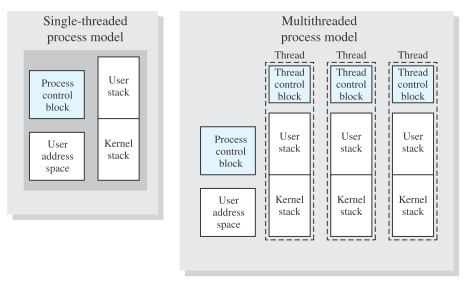 Single-threaded
process model
Process
control
block
User
stack
User
address
space
Kernel
stack
Multithreaded
process model
Thread
Thread
control
block
User
stack
Kernel
stack
Thread
Thread
control
block
User
stack
Kernel
stack
Thread
Thread
control
block
User
stack
Kernel
stack
Process
control
block
User
address
space